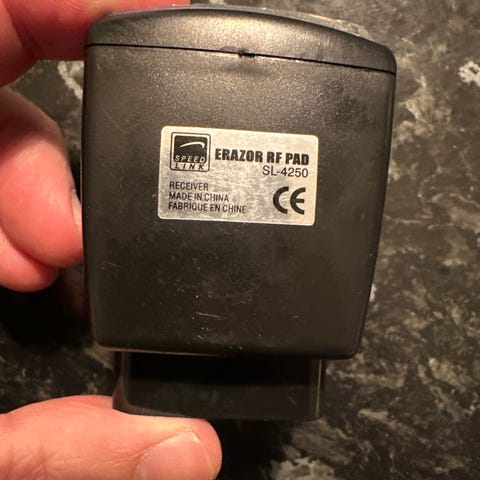 SPEED
LINK
ERAZOR RF PAD
SL-4250
RECEIVER
MADE IN CHINA
FABRIQUE EN CHINE
CE